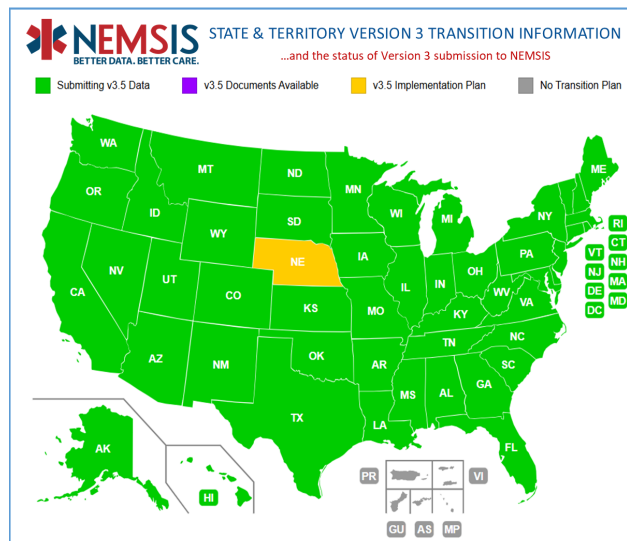 NEMSIS
BETTER DATA. BETTER CARE.
STATE & TERRITORY VERSION 3 TRANSITION INFORMATION
...and the status of Version 3 submission to NEMSIS
Submitting v3.5 Data
v3.5 Documents Available
v3.5 Implementation Plan
No Transition Plan
WA
MT
ND
MN
ME
OR
ID
WY
SD
WI
MI
NY
RI
CT
VT
NH
NJ
MA
DE
MD
DC
NV
UT
CO
NE
IA
IL
IN
OH
PA
WV
VA
CA
KS
MO
KY
NC
TN
AZ
NM
OK
AR
SC
MS
AL
GA
TX
LA
FL
AK
HI
PR
VI
GU
AS
MP